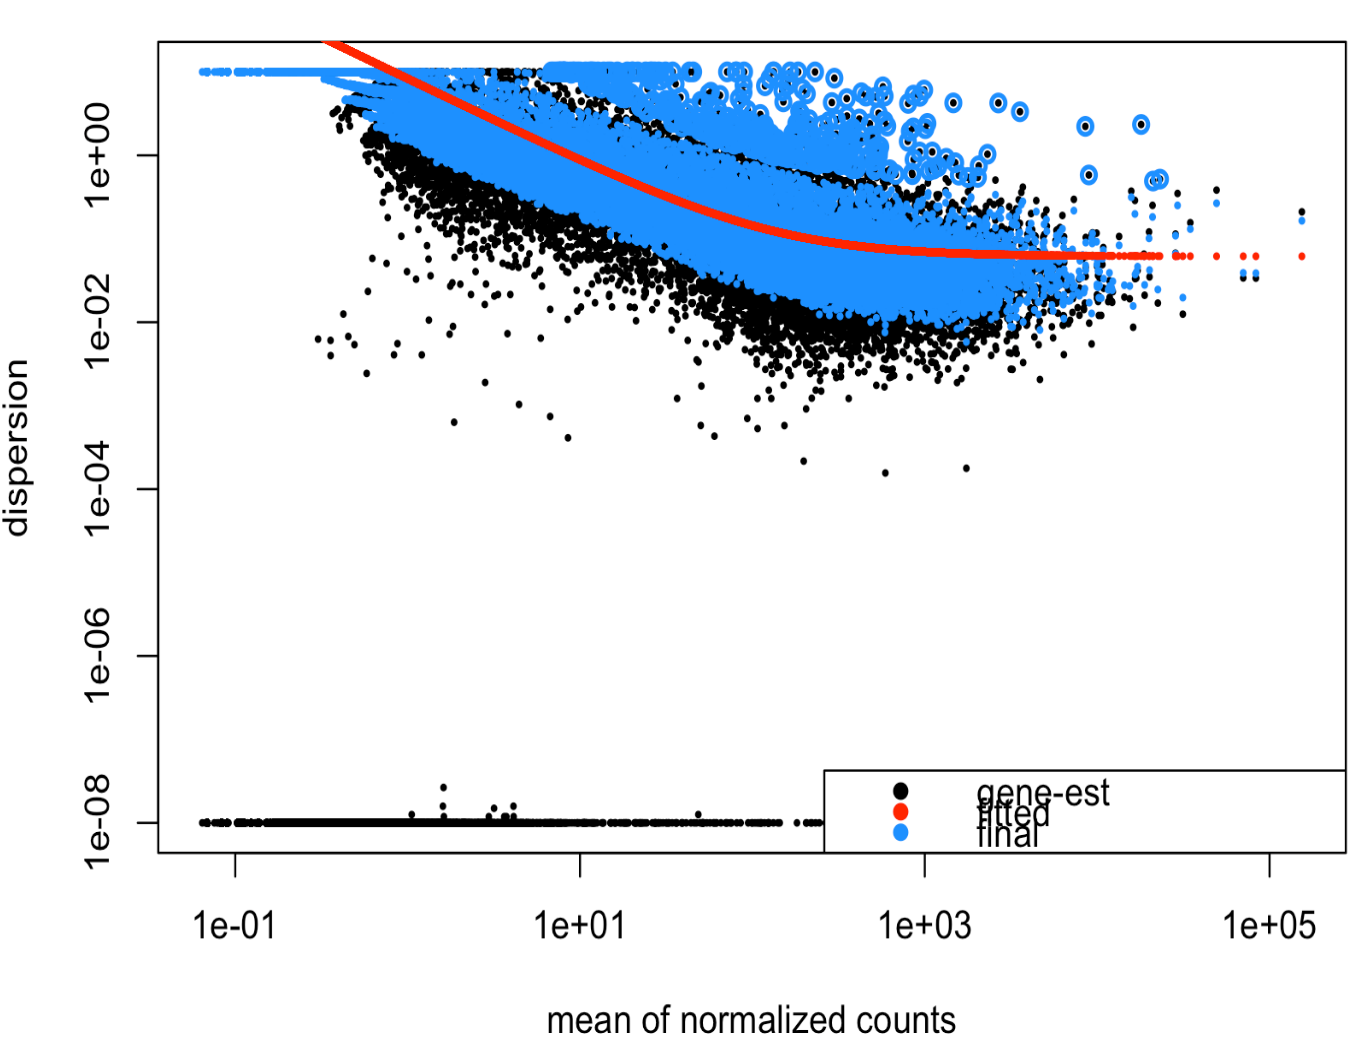 dispersion
1e+00
1e-02
1e-04
1e-06
1e-08
gene-est
fitted
final
1e-01
1e+01
1e+03
1e+05
mean of normalized counts